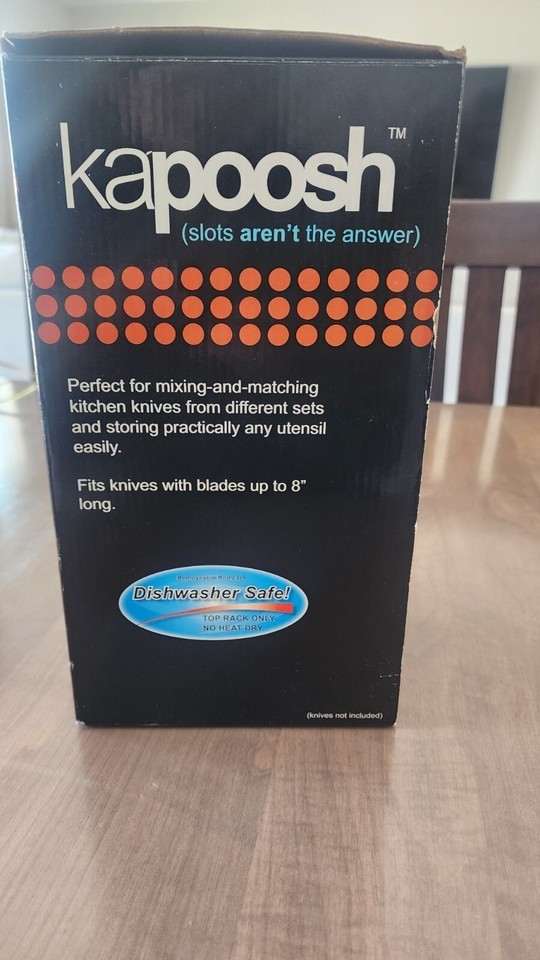 kapoosh™
(slots aren't the answer)
Perfect for mixing-and-matching
kitchen knives from different sets
and storing practically any utensil
easily.
Fits knives with blades up to 8"
long.
Dishwasher Safe!
TOP RACK ONLY.
NO HEAT DRY.
(knives not included)